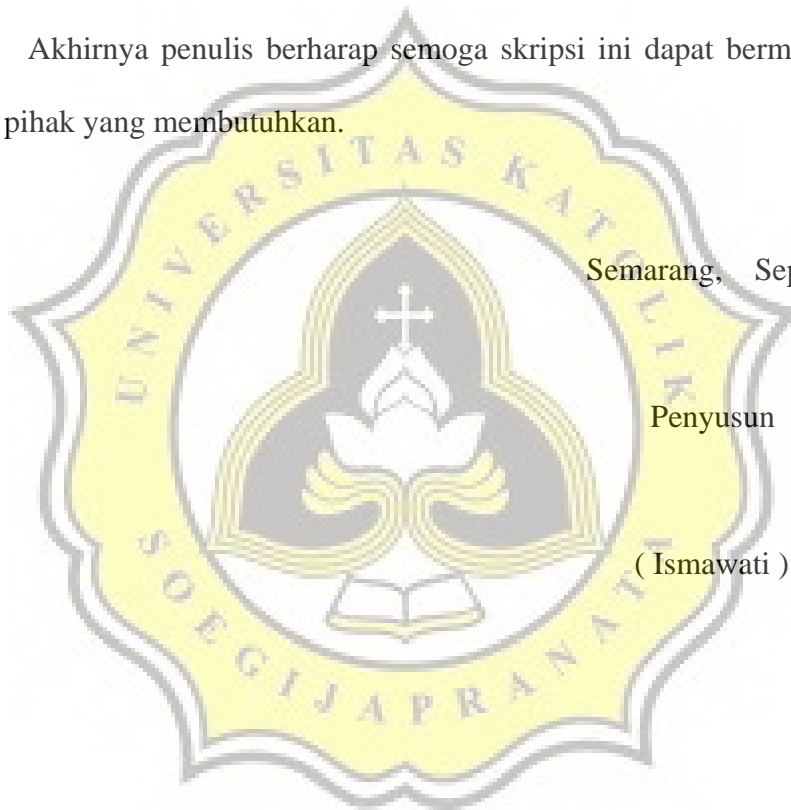 Akhirnya penulis berharap semoga skripsi ini dapat berm
pihak yang membutuhkan.
UNIVERSITAS KATOLIK
Semarang, Sep
Penyusun
( Ismawati )
SOEGIJAPRANATA